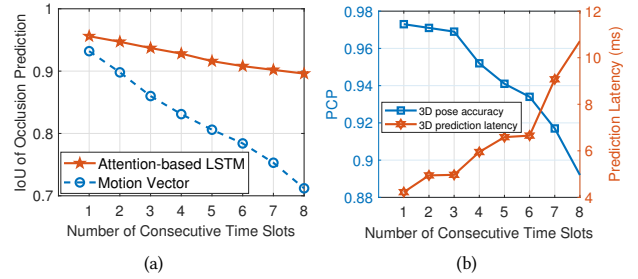 (a)
IoU of Occlusion Prediction
1
0.9
0.8
0.7
Attention-based LSTM
Motion Vector
1 2 3 4 5 6 7 8
Number of Consecutive Time Slots
(a)
(b)
PCP
0.98
0.96
0.94
0.92
0.9
0.88
3D pose accuracy
3D prediction latency
12
10
8
6
4
Prediction Latency (ms)
1 2 3 4 5 6 7 8
Number of Consecutive Time Slots
(b)